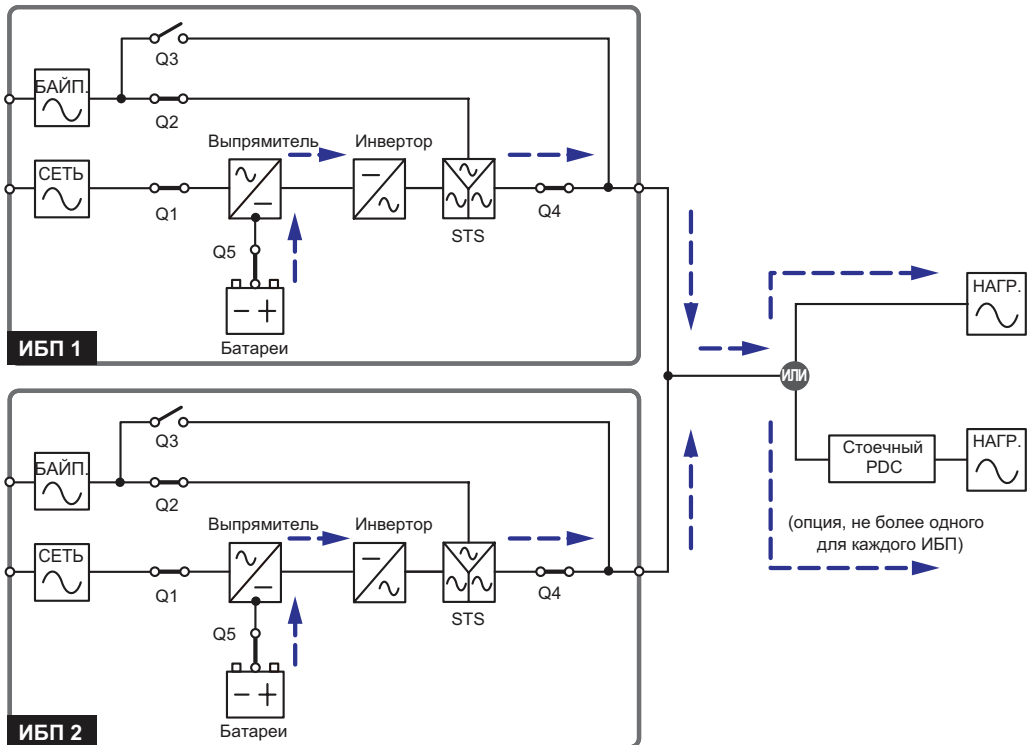 Q3
БАЙП.
Q2
Выпрямитель
Инвертор
СЕТЬ
Q1
STS
Q4
Q5
Батареи
ИБП 1
НАГР.
ИЛИ
Стоечный
PDC
НАГР.
(опция, не более одного
для каждого ИБП)
Q3
БАЙП.
Q2
Выпрямитель
Инвертор
СЕТЬ
Q1
STS
Q4
Q5
Батареи
ИБП 2